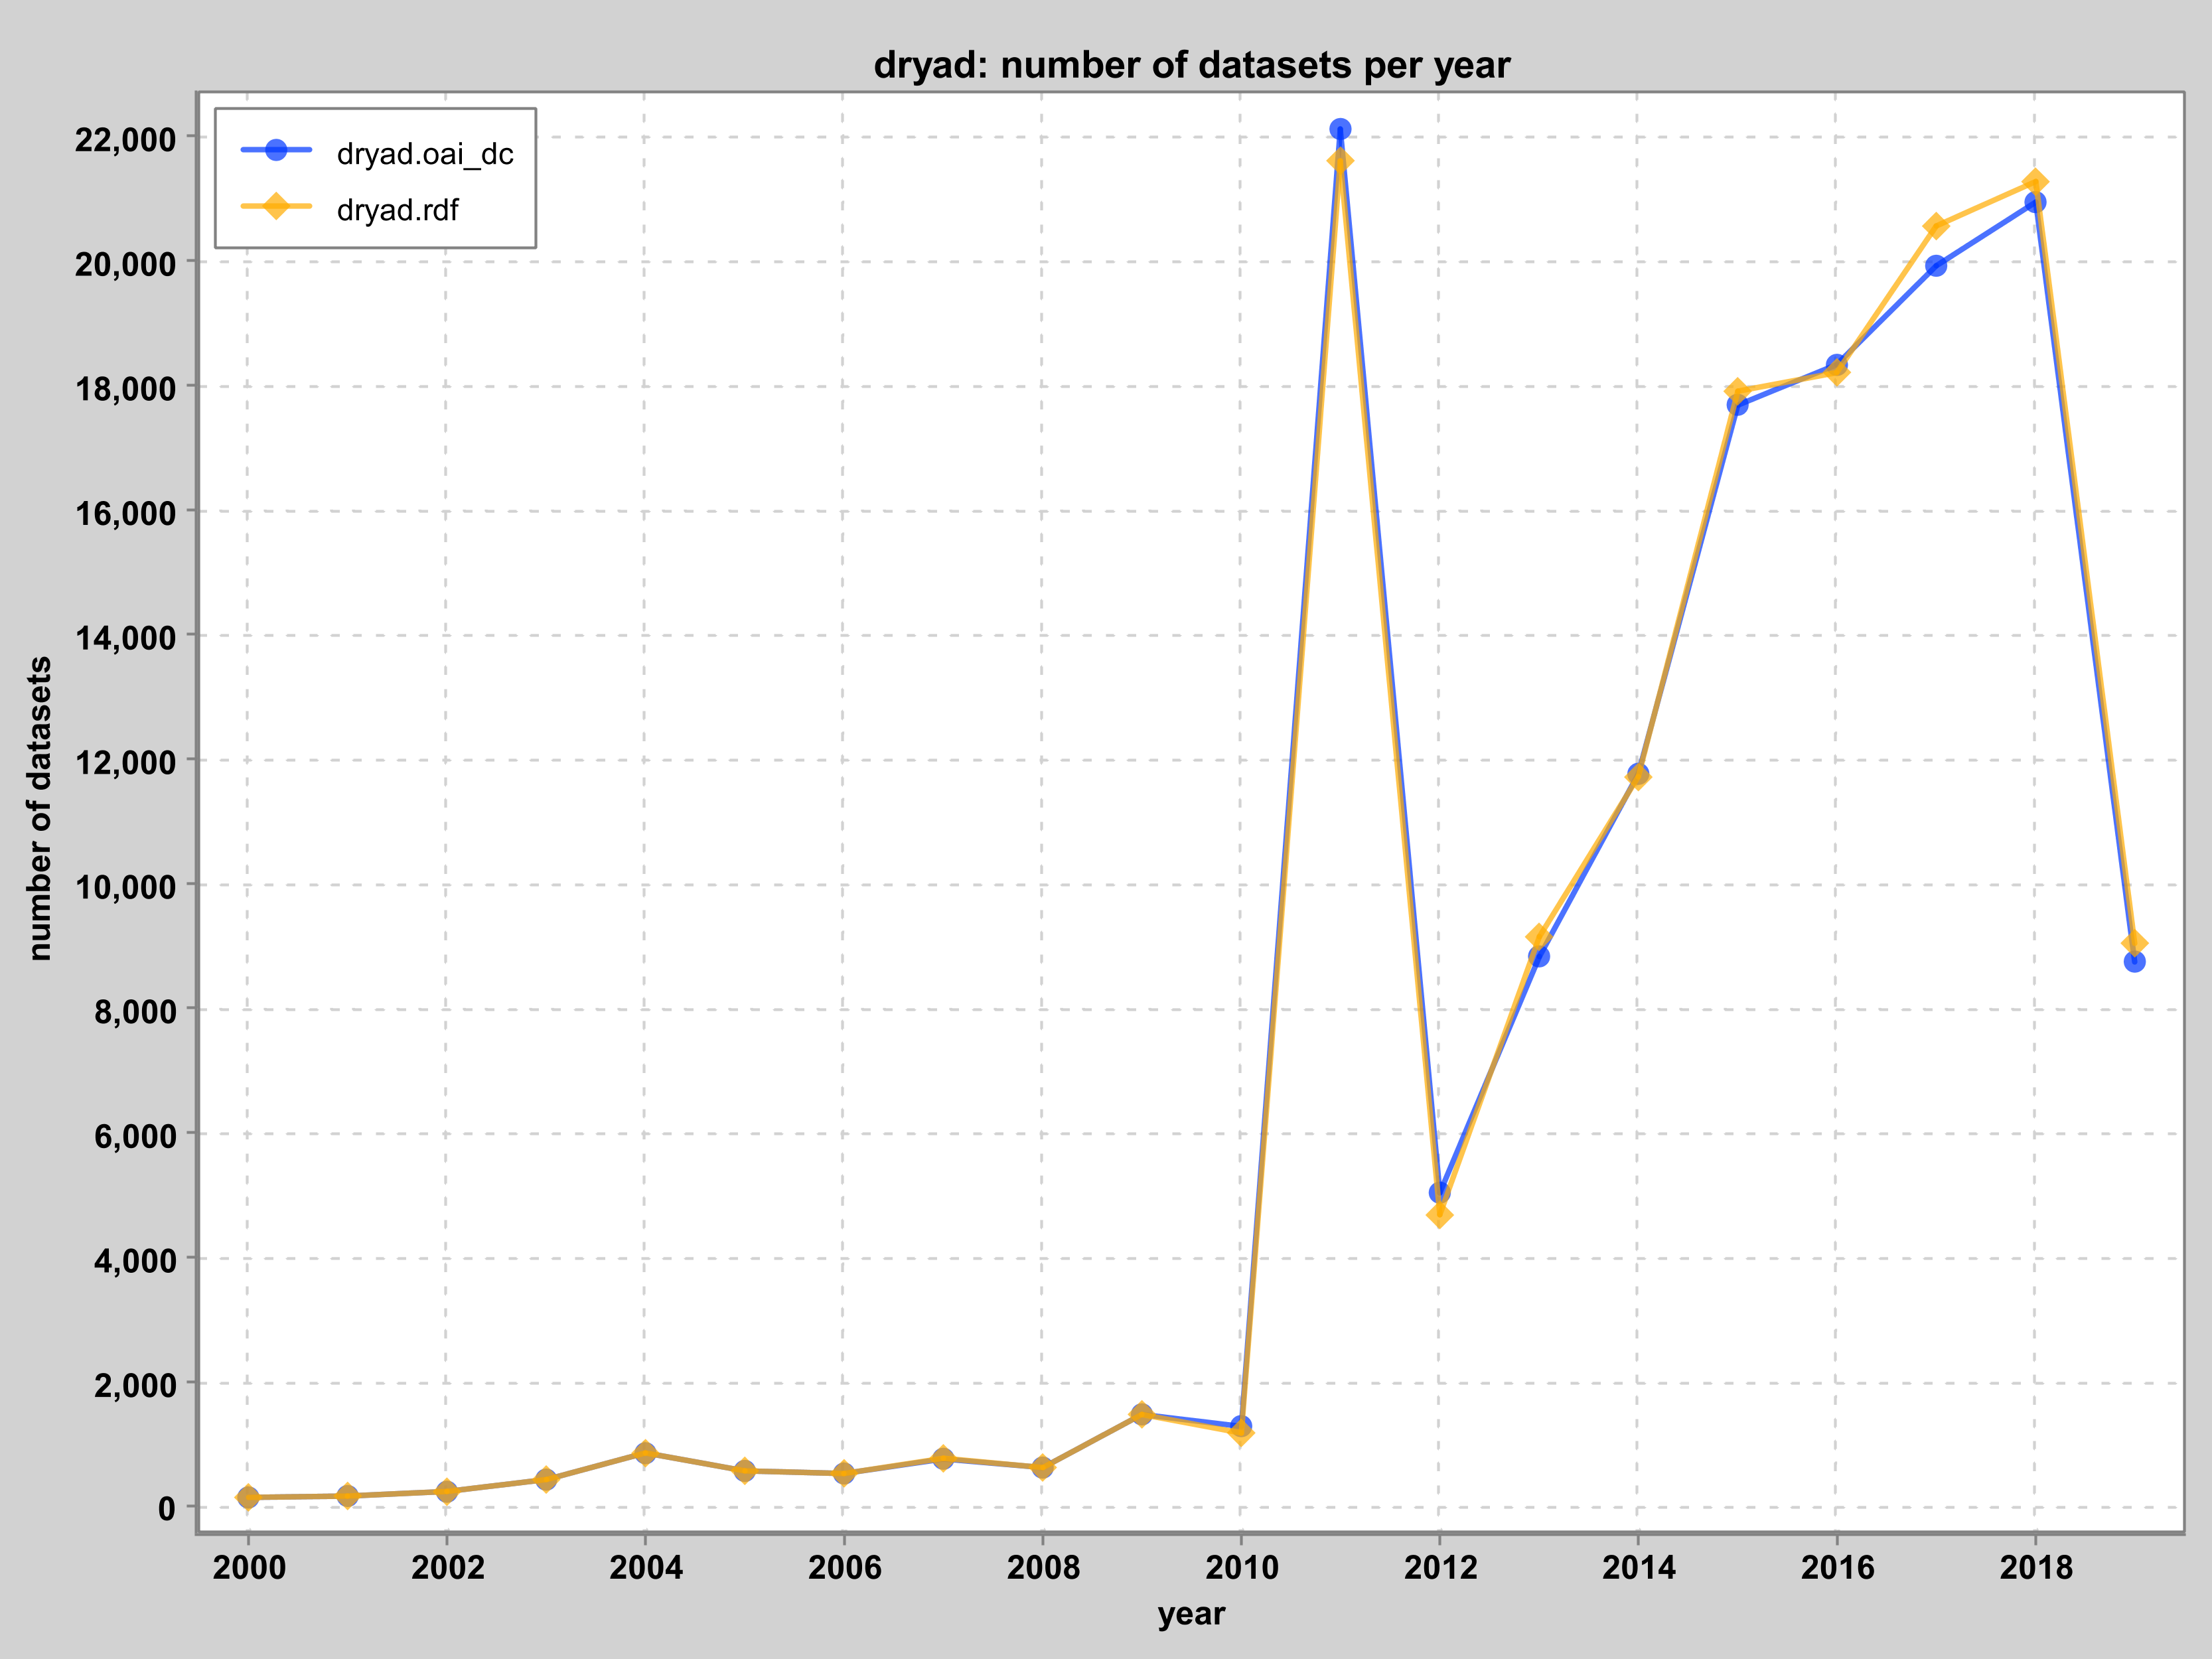 dryad: number of datasets per year
dryad.oai_dc
dryad.rdf
22,000
20,000
18,000
16,000
14,000
12,000
10,000
8,000
6,000
4,000
2,000
0
number of datasets
2000 2002 2004 2006 2008 2010 2012 2014 2016 2018
year